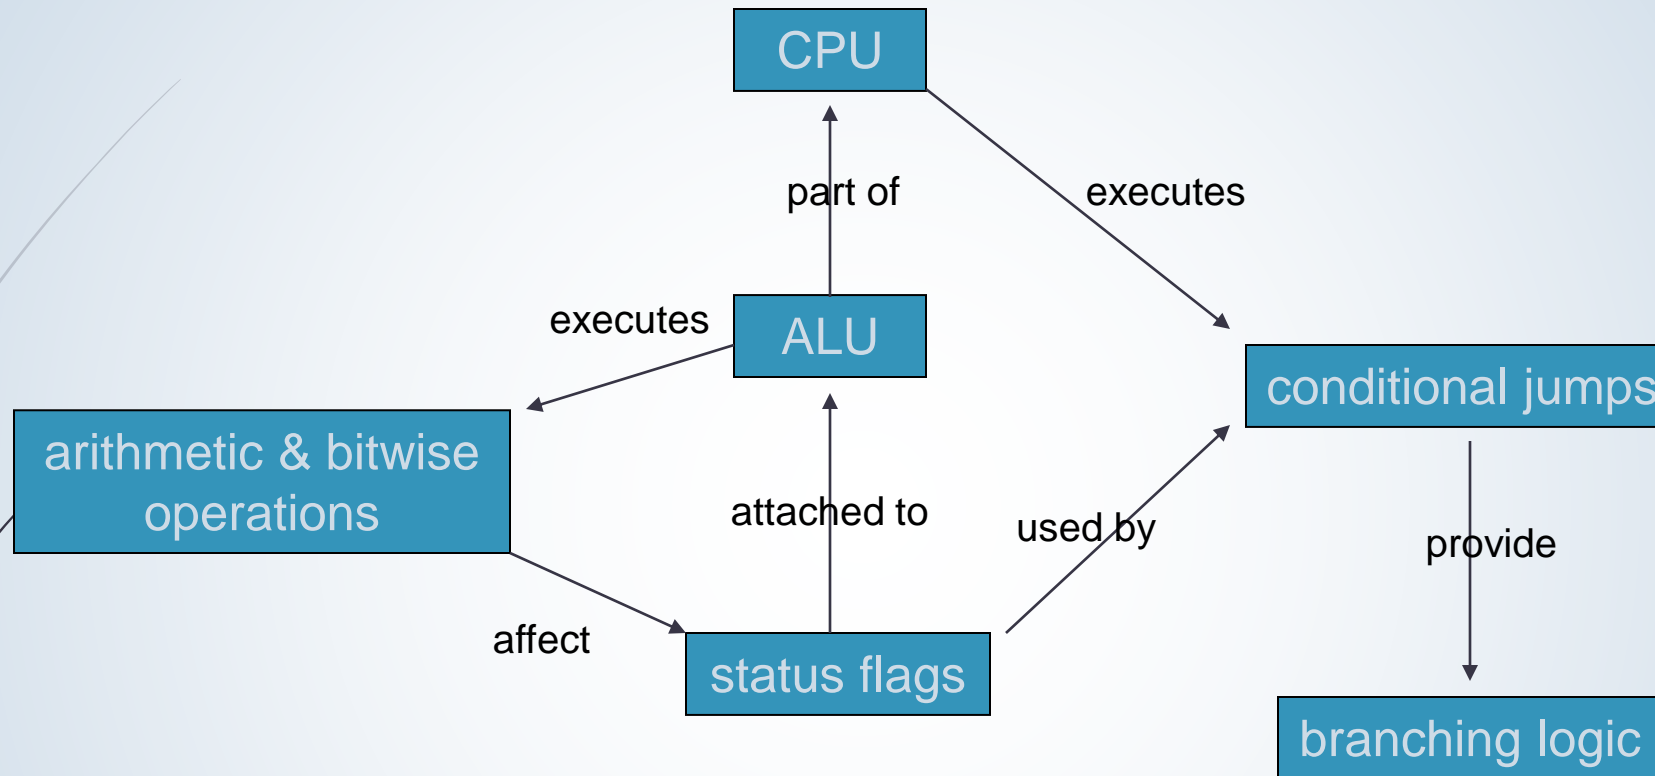 CPU
part of
executes
executes
ALU
conditional jumps
arithmetic & bitwise
operations
attached to
used by
provide
affect
status flags
branching logic